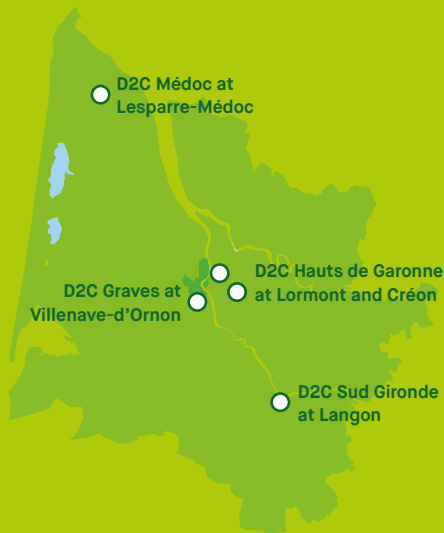 D2C Médoc at
Lesparre-Médoc
D2C Hauts de Garonne
at Lormont and Créon
D2C Graves at
Villenave-d'Ornon
D2C Sud Gironde
at Langon